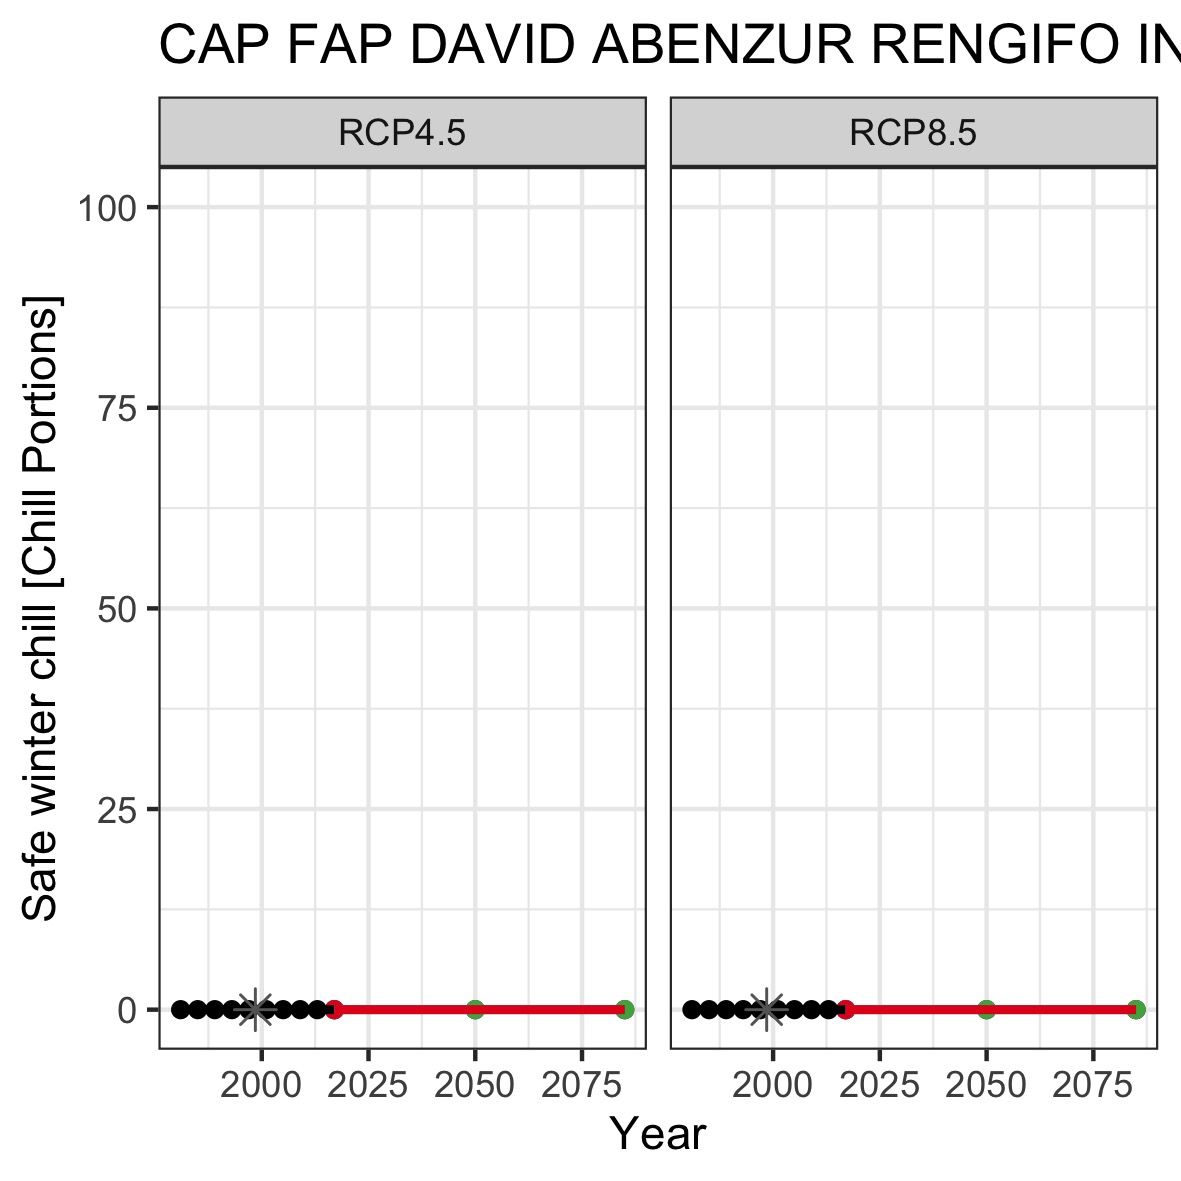 CAP FAP DAVID ABENZUR RENGIFO IN
RCP4.5
RCP8.5
Safe winter chill [Chill Portions]
100
75
50
25
0
2000 2025 2050 2075
2000 2025 2050 2075
Year